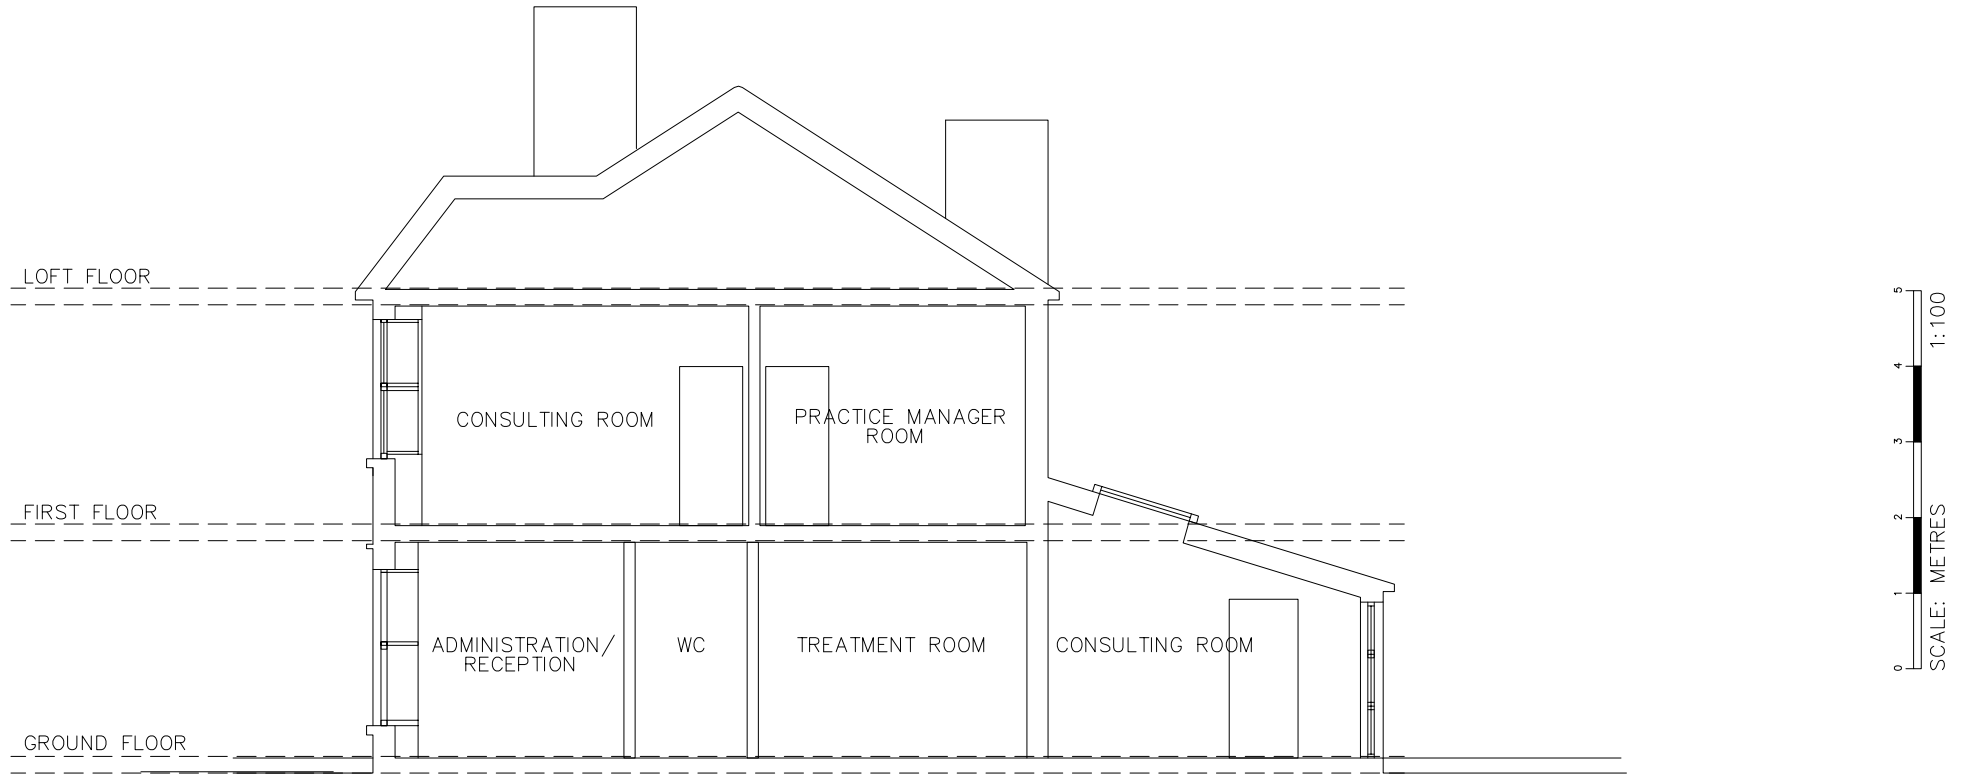 LOFT FLOOR
CONSULTING ROOM
PRACTICE MANAGER
ROOM
FIRST FLOOR
ADMINISTRATION/
RECEPTION
WC
TREATMENT ROOM
CONSULTING ROOM
GROUND FLOOR
0 1 2 3 4 5
SCALE: METRES 1:100